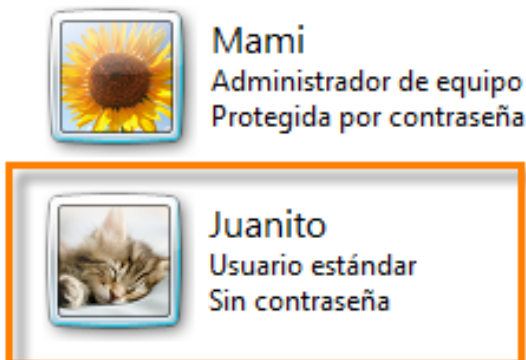 Mami
Administrador de equipo
Protegida por contraseña
Juanito
Usuario estándar
Sin contraseña